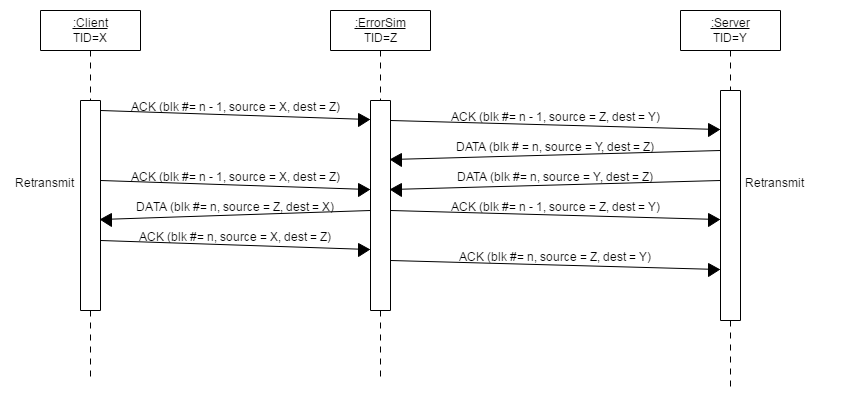 :Client
TID=X
:ErrorSim
TID=Z
:Server
TID=Y
ACK (blk #= n - 1, source = X, dest = Z)
ACK (blk #= n - 1, source = Z, dest = Y)
DATA (blk # = n, source = Y, dest = Z)
Retransmit
ACK (blk #= n - 1, source = X, dest = Z)
DATA (blk #= n, source = Y, dest = Z)
Retransmit
DATA (blk #= n, source = Z, dest = X)
ACK (blk #= n - 1, source = Z, dest = Y)
ACK (blk #= n, source = X, dest = Z)
ACK (blk #= n, source = Z, dest = Y)